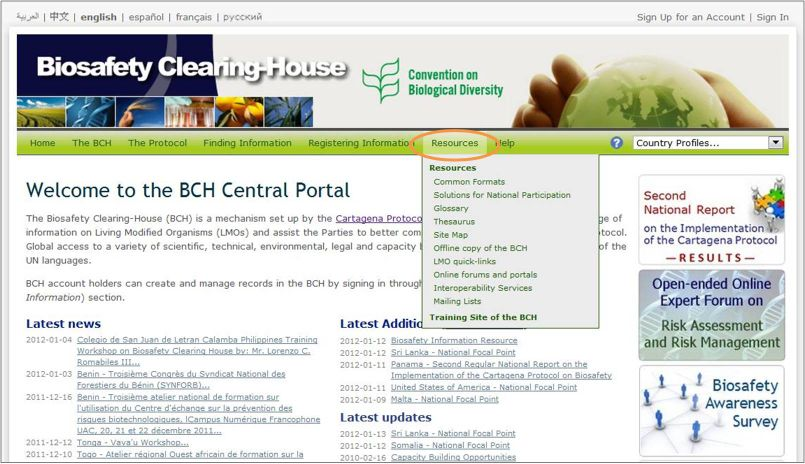 العربية | 中文 | english | español | français | русский
Sign Up for an Account | Sign In
Biosafety Clearing-House
Convention on
Biological Diversity
Home The BCH The Protocol Finding Information Registering Information Resources Help
? Country Profiles...
Resources
Common Formats
Solutions for National Participation
Glossary
Thesaurus
Site Map
Offline copy of the BCH
LMO quick-links
Online forums and portals
Interoperability Services
Mailing Lists
Training Site of the BCH
Welcome to the BCH Central Portal
The Biosafety Clearing-House (BCH) is a mechanism set up by the Cartagena Protoco
ge of
information on Living Modified Organisms (LMOs) and assist the Parties to better com
otocol.
Global access to a variety of scientific, technical, environmental, legal and capacity b
of the
UN languages.
BCH account holders can create and manage records in the BCH by signing in throug
Information) section.
Latest news
2012-01-04 Colegio de San Juan de Letran Calamba Philippines Training
Workshop on Biosafety Clearing House by: Mr. Lorenzo C.
Romabiles III...
2012-01-03 Benin - Troisième Congrès du Syndicat National des
Forestiers du Bénin (SYNFORB)...
2011-12-16 Benin - Troisième atelier national de formation sur
l'utilisation du Centre d'échange sur la prévention des
risques biotechnologiques. lCampus Numérique Francophone
UAC, 20, 21 et 22 décembre 2011...
2011-12-12 Tonga - Vava'u Workshop...
2011-12-10 Togo - Atelier régional Ouest africain de formation sur la
Latest Addition
2012-01-12 Biosafety Information Resource
2012-01-12 Sri Lanka - National Focal Point
2012-01-11 Panama - Second Regular National Report on the
Implementation of the Cartagena Protocol on Biosafety
2012-01-11 United States of America - National Focal Point
2012-01-09 Malta - National Focal Point
Latest updates
2012-01-13 Sri Lanka - National Focal Point
2012-01-12 Somalia - National Focal Point
2010-02-16 Capacity Building Opportunities
Second
National Report
on the Implementation
of the Cartagena Protocol
— RESULTS —
Open-ended Online
Expert Forum on
Risk Assessment
and Risk Management
Biosafety
Awareness
Survey